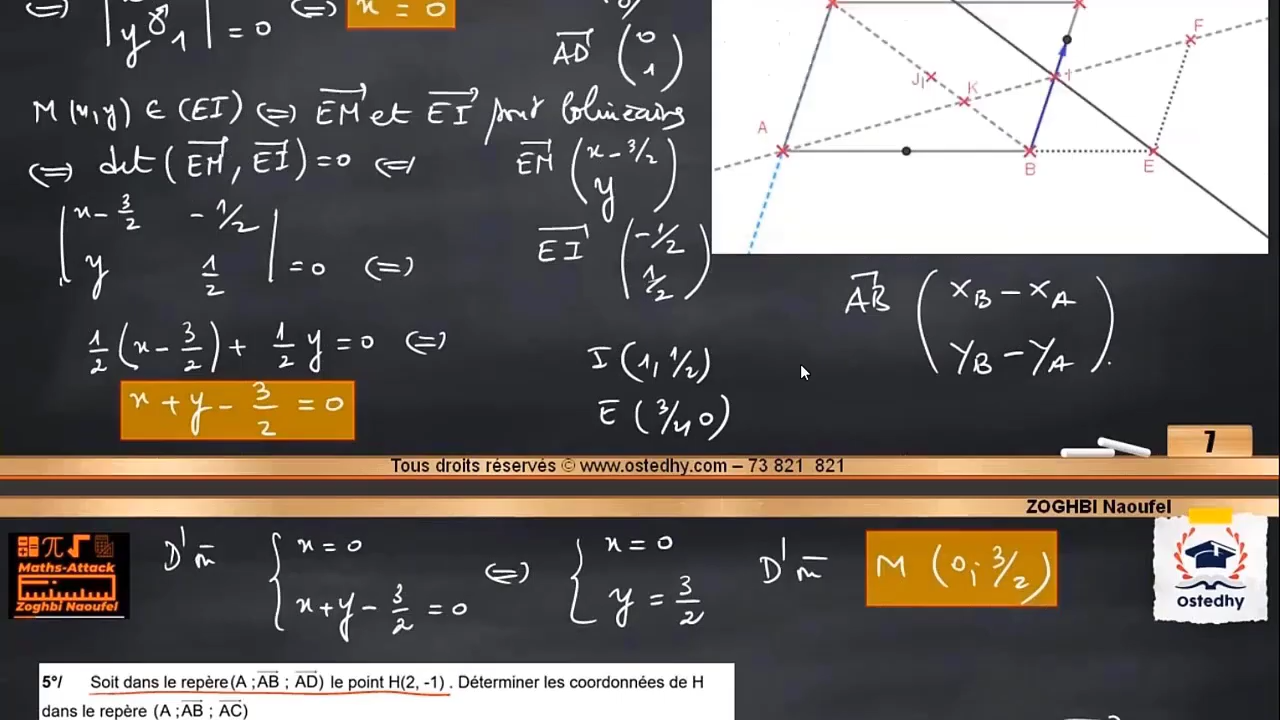 (=) | y 1 | = 0 (=) x = 0
AD (0 1)
M(x,y) ∈ (EI) (=) EM et EI sont colinéaires
(=) det (EM, EI) = 0 (=)
EM (x - 3/2 y)
| x - 3/2 -1/2 |
| y 1/2 | = 0 (=)
EI (-1/2 1/2)
1/2 (x - 3/2) + 1/2 y = 0 (=)
x + y - 3/2 = 0
I (1, 1/2)
E (3/2, 0)
A
B
E
F
I
J
K
AB (xB - xA
yB - yA).
7
Tous droits réservés © www.ostedhy.com – 73 821 821
ZOGHBI Naoufel
Maths-Attack
Zoghbi Naoufel
D'm̄ { x = 0
x + y - 3/2 = 0
(=) { x = 0
y = 3/2
D'm̄ M (0; 3/2)
Ostedhy
5°/ Soit dans le repère (A ;AB ; AD) le point H(2, -1) . Déterminer les coordonnées de H
dans le repère (A ;AB ; AC)